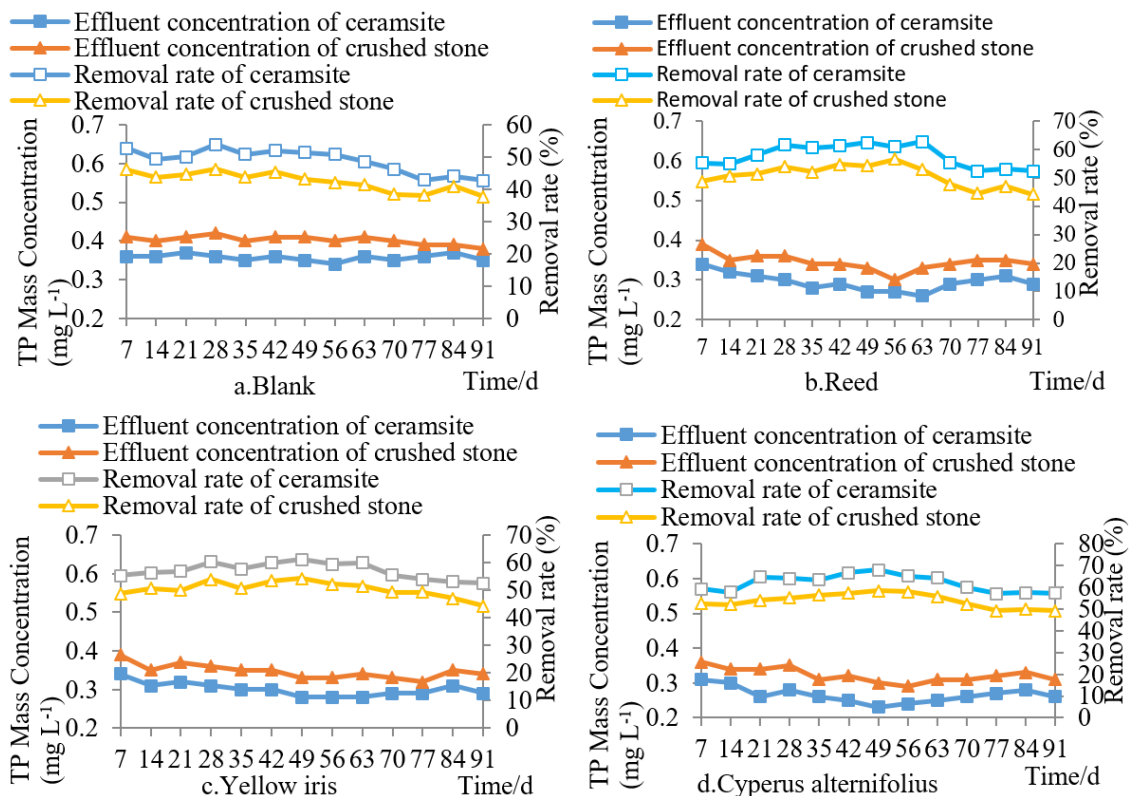 Effluent concentration of ceramsite
Effluent concentration of crushed stone
Removal rate of ceramsite
Removal rate of crushed stone
TP Mass Concentration
(mg L⁻¹)
0.7
0.6
0.5
0.4
0.3
0.2
60
50
40
30
20
10
0
Removal rate (%)
7 14 21 28 35 42 49 56 63 70 77 84 91
a.Blank
Time/d
Effluent concentration of ceramsite
Effluent concentration of crushed stone
Removal rate of ceramsite
Removal rate of crushed stone
TP Mass Concentration
(mg L⁻¹)
0.7
0.6
0.5
0.4
0.3
0.2
70
60
50
40
30
20
10
0
Removal rate (%)
7 14 21 28 35 42 49 56 63 70 77 84 91
b.Reed
Time/d
Effluent concentration of ceramsite
Effluent concentration of crushed stone
Removal rate of ceramsite
Removal rate of crushed stone
TP Mass Concentration
(mg L⁻¹)
0.7
0.6
0.5
0.4
0.3
0.2
70
60
50
40
30
20
10
0
Removal rate (%)
7 14 21 28 35 42 49 56 63 70 77 84 91
c.Yellow iris
Time/d
Effluent concentration of ceramsite
Effluent concentration of crushed stone
Removal rate of ceramsite
Removal rate of crushed stone
TP Mass Concentration
(mg L⁻¹)
0.7
0.6
0.5
0.4
0.3
0.2
80
70
60
50
40
30
20
10
0
Removal rate (%)
7 14 21 28 35 42 49 56 63 70 77 84 91
d.Cyperus alternifolius
Time/d